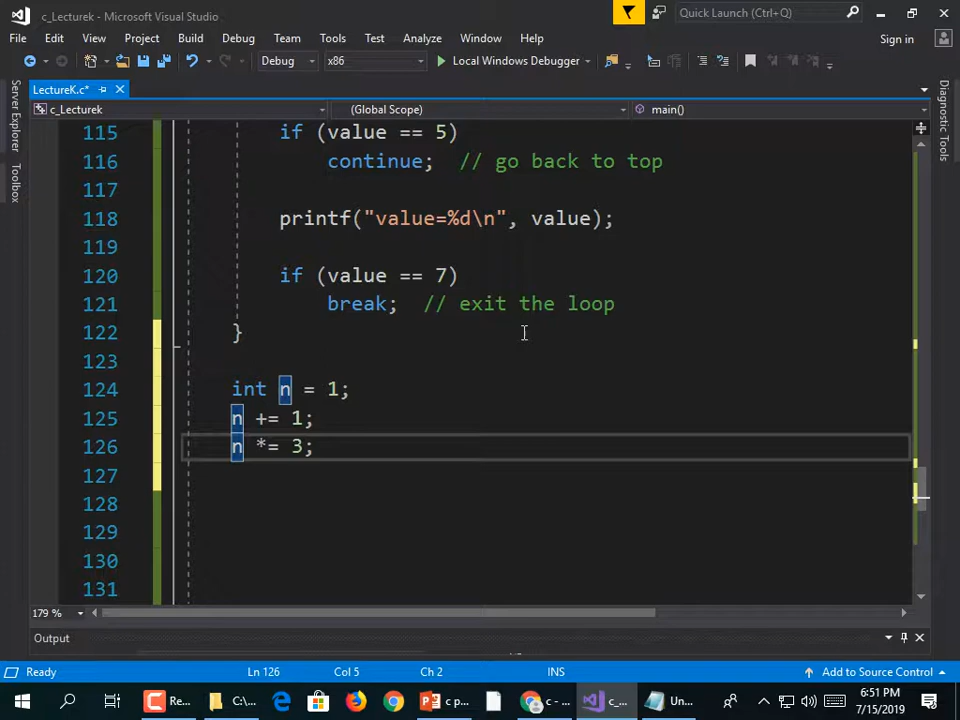 c_Lecturek - Microsoft Visual Studio
Quick Launch (Ctrl+Q)
File Edit View Project Build Debug Team Tools Test Analyze Window Help
Sign in
Debug x86 Local Windows Debugger
Server Explorer
Toolbox
LectureK.c*
Diagnostic Tools
c_Lecturek (Global Scope) main()
115 if (value == 5)
116 continue; // go back to top
117
118 printf("value=%d\n", value);
119
120 if (value == 7)
121 break; // exit the loop
122 }
123
124 int n = 1;
125 n += 1;
126 n *= 3;
127
128
129
130
131
179 %
Output
Ready Ln 126 Col 5 Ch 2 INS Add to Source Control
Re... C:\... c p... c - ... c_... Un...
6:51 PM
7/15/2019